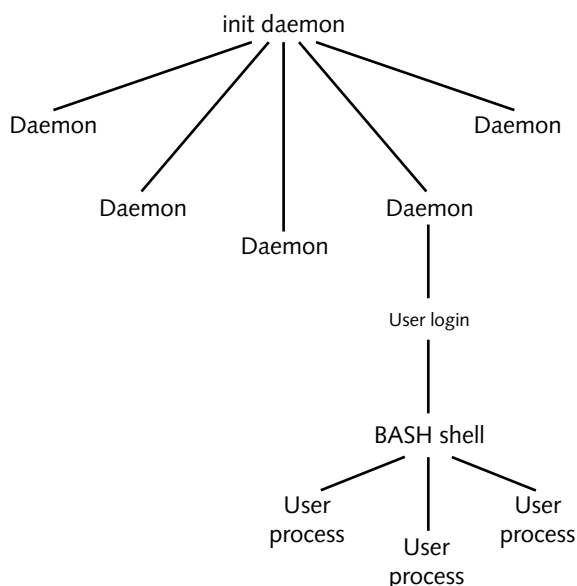 init daemon
Daemon
Daemon
Daemon
Daemon
Daemon
User login
BASH shell
User
process
User
process
User
process